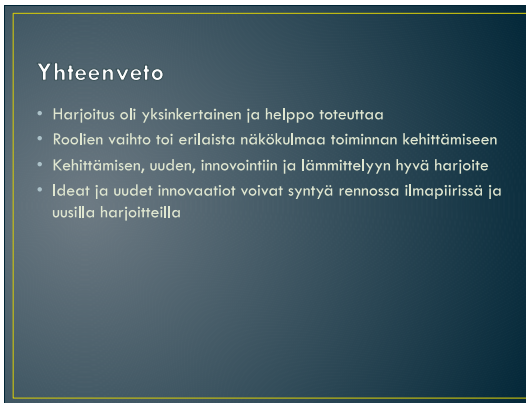 Yhteenveto
• Harjoitus oli yksinkertainen ja helppo toteuttaa
• Roolien vaihto toi erilaista näkökulmaa toiminnan kehittämiseen
• Kehittämisen, uuden, innovointiin ja lämmittelyyn hyvä harjoite
• Ideat ja uudet innovaatiot voivat syntyä rennossa ilmapiirissä ja
uusilla harjoitteilla